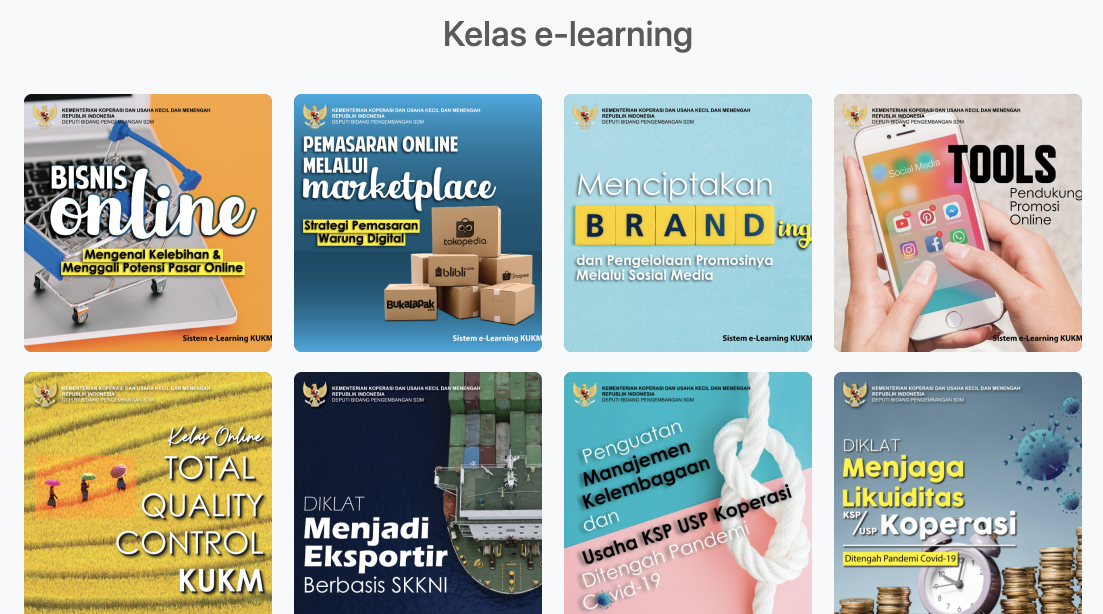 Kelas e-learning
KEMENTERIAN KOPERASI DAN USAHA KECIL DAN MENENGAH
REPUBLIK INDONESIA
DEPUTI BIDANG PENGEMBANGAN SDM
BISNIS
online
Mengenal Kelebihan &
Menggali Potensi Pasar Online
Sistem e-Learning KUKM
KEMENTERIAN KOPERASI DAN USAHA KECIL DAN MENENGAH
REPUBLIK INDONESIA
DEPUTI BIDANG PENGEMBANGAN SDM
PEMASARAN ONLINE
MELALUI
marketplace
Strategi Pemasaran
Warung Digital
tokopedia
blibli.com
Shopee
BukaLapak
Sistem e-Learning KUKM
KEMENTERIAN KOPERASI DAN USAHA KECIL DAN MENENGAH
REPUBLIK INDONESIA
DEPUTI BIDANG PENGEMBANGAN SDM
Menciptakan
BRANDing
dan Pengelolaan Promosinya
Melalui Sosial Media
Sistem e-Learning KUKM
KEMENTERIAN KOPERASI DAN USAHA KECIL DAN MENENGAH
REPUBLIK INDONESIA
DEPUTI BIDANG PENGEMBANGAN SDM
Social Media
TOOLS
Pendukung
Promosi
Online
Sistem e-Learning KUKM
KEMENTERIAN KOPERASI DAN USAHA KECIL DAN MENENGAH
REPUBLIK INDONESIA
DEPUTI BIDANG PENGEMBANGAN SDM
Kelas Online
TOTAL
QUALITY
CONTROL
KUKM
KEMENTERIAN KOPERASI DAN USAHA KECIL DAN MENENGAH
REPUBLIK INDONESIA
DEPUTI BIDANG PENGEMBANGAN SDM
DIKLAT
Menjadi
Eksportir
Berbasis SKKNI
KEMENTERIAN KOPERASI DAN USAHA KECIL DAN MENENGAH
REPUBLIK INDONESIA
DEPUTI BIDANG PENGEMBANGAN SDM
Penguatan
Manajemen
Kelembagaan
dan
Usaha KSP USP Koperasi
Ditengah Pandemi
Covid-19
KEMENTERIAN KOPERASI DAN USAHA KECIL DAN MENENGAH
REPUBLIK INDONESIA
DEPUTI BIDANG PENGEMBANGAN SDM
DIKLAT
Menjaga
Likuiditas
KSP/USP Koperasi
Ditengah Pandemi Covid-19